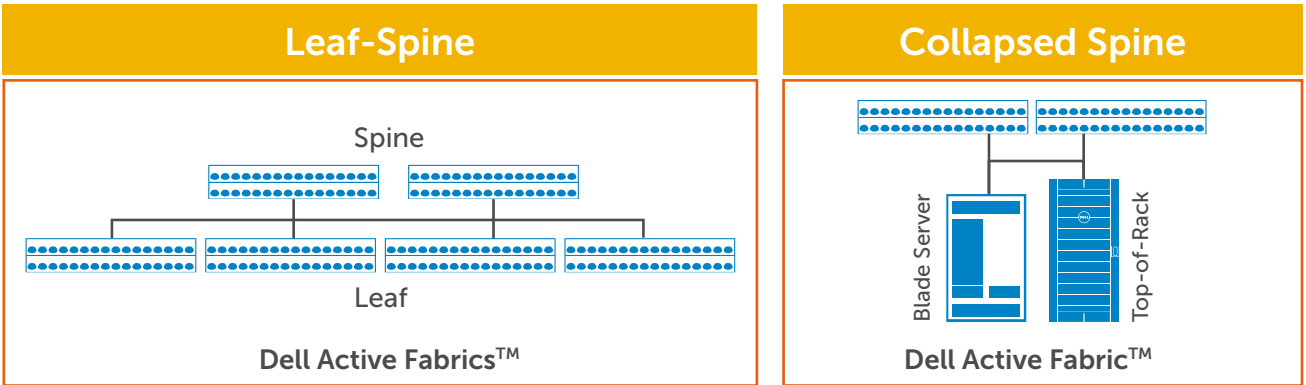 Leaf-Spine
Spine
Leaf
Dell Active Fabrics™
Collapsed Spine
Blade Server
Top-of-Rack
Dell Active Fabric™